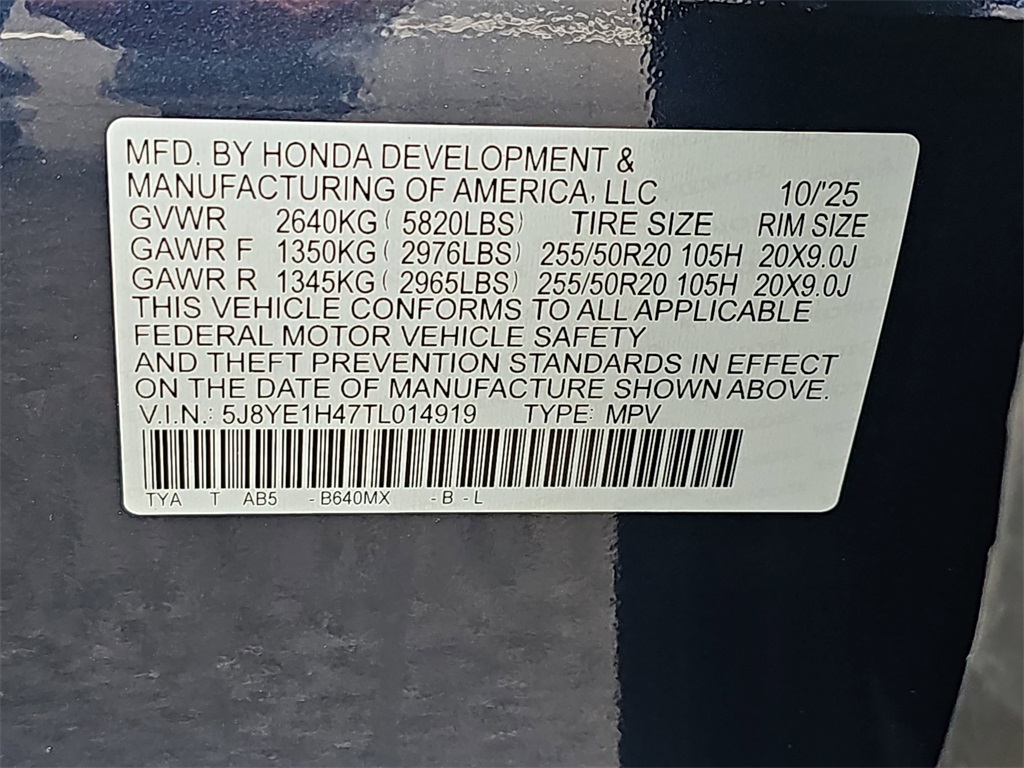 MFD. BY HONDA DEVELOPMENT &
MANUFACTURING OF AMERICA, LLC 10/'25
GVWR 2640KG ( 5820LBS) TIRE SIZE RIM SIZE
GAWR F 1350KG ( 2976LBS) 255/50R20 105H 20X9.0J
GAWR R 1345KG ( 2965LBS) 255/50R20 105H 20X9.0J
THIS VEHICLE CONFORMS TO ALL APPLICABLE
FEDERAL MOTOR VEHICLE SAFETY
AND THEFT PREVENTION STANDARDS IN EFFECT
ON THE DATE OF MANUFACTURE SHOWN ABOVE.
V.I.N.: 5J8YE1H47TL014919 TYPE: MPV
TYA T AB5 - B640MX - B - L